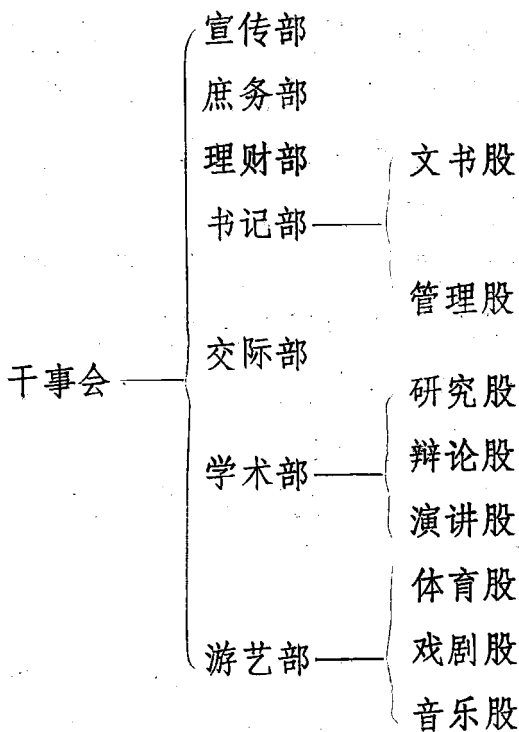 宣传部
庶务部
理财部
文书股
书记部
管理股
交际部
干事会
研究股
辩论股
学术部
演讲股
体育股
游艺部
戏剧股
音乐股